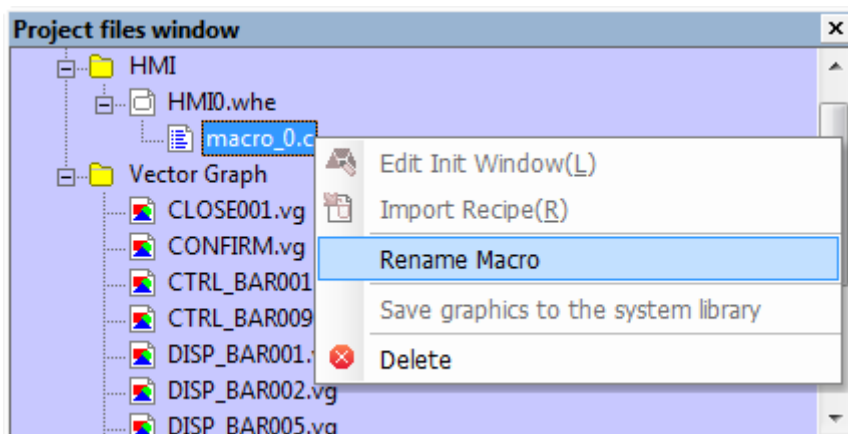 Project files window
HMI
HMI0.whe
macro_0.c
Edit Init Window(L)
Vector Graph
CLOSE001.vg
Import Recipe(R)
CONFIRM.vg
Rename Macro
CTRL_BAR001
CTRL_BAR009
Save graphics to the system library
DISP_BAR001.
Delete
DISP_BAR002.vg
DISP_BAR005.vg